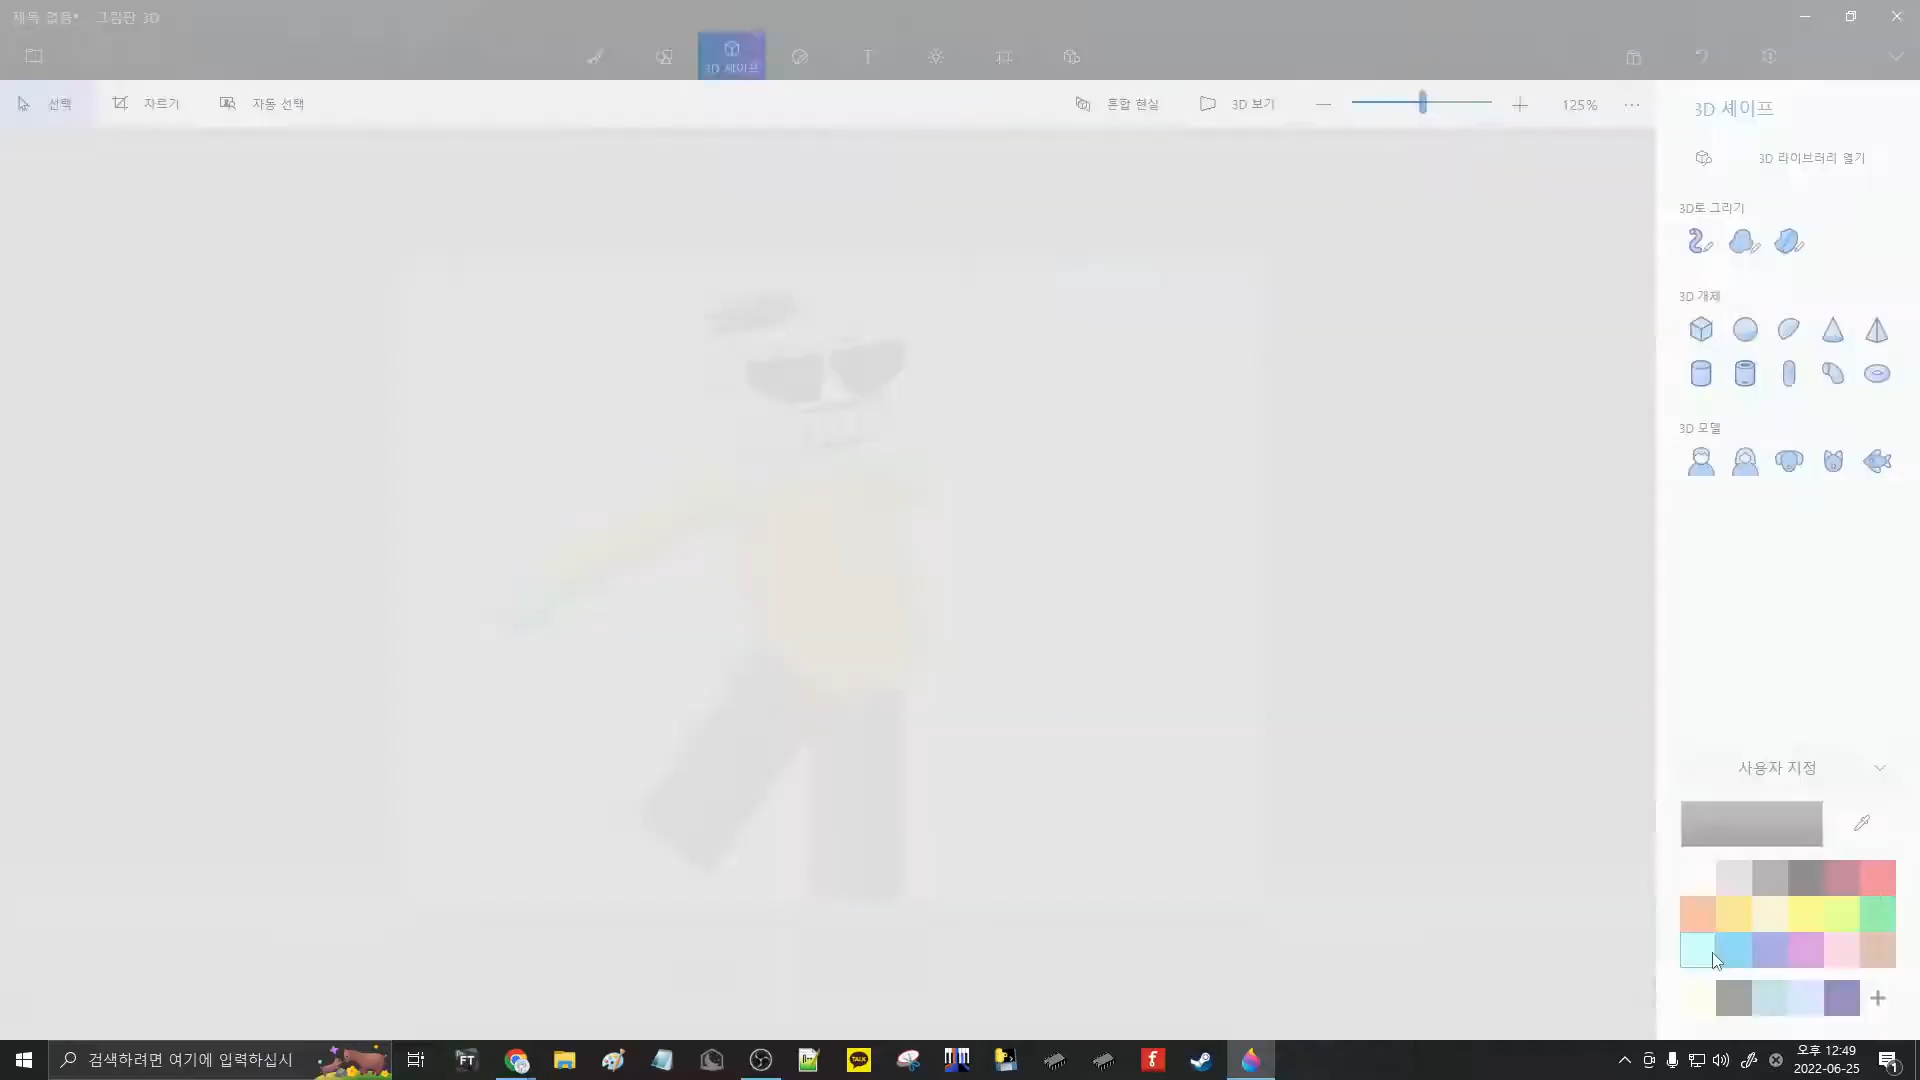 제목 없음* - 그림판 3D
3D 셰이프
선택
자르기
자동 선택
혼합 현실
3D 보기
125%
3D 셰이프
3D 라이브러리 열기
3D로 그리기
3D 개체
3D 모델
사용자 지정
검색하려면 여기에 입력하십시
FT
TALK
오후 12:49
2022-06-25
1